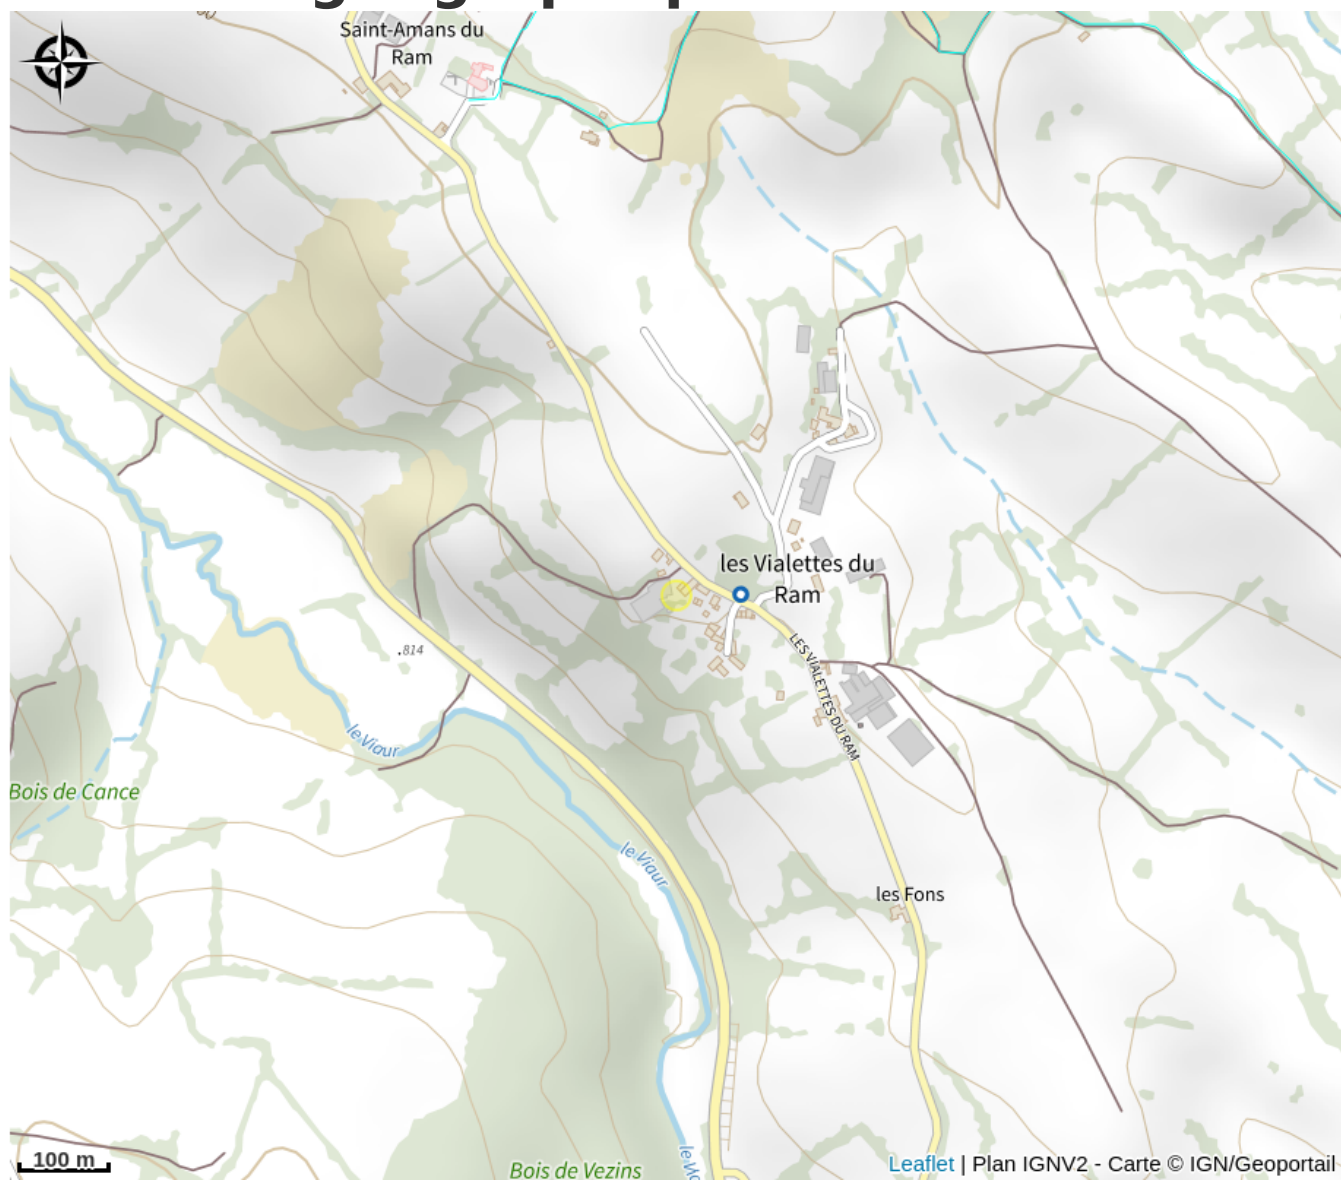 Saint-Amans du
Ram
les Vialettes du
Ram
LES VIALETTES DU RAM
.814
le Viaur
Bois de Cance
le Viaur
les Fons
100 m
Bois de Vezins
Leaflet | Plan IGNV2 - Carte © IGN/Geoportail